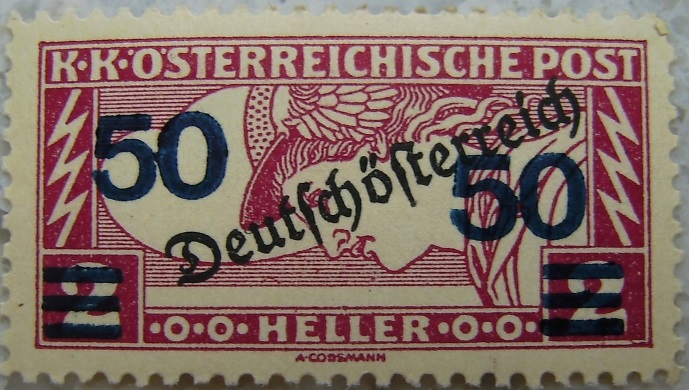 K·K·ÖSTERREICHISCHE POST
50
Deutschösterreich
50
2
2
·O·O· HELLER ·O·O·
A·COSSMANN